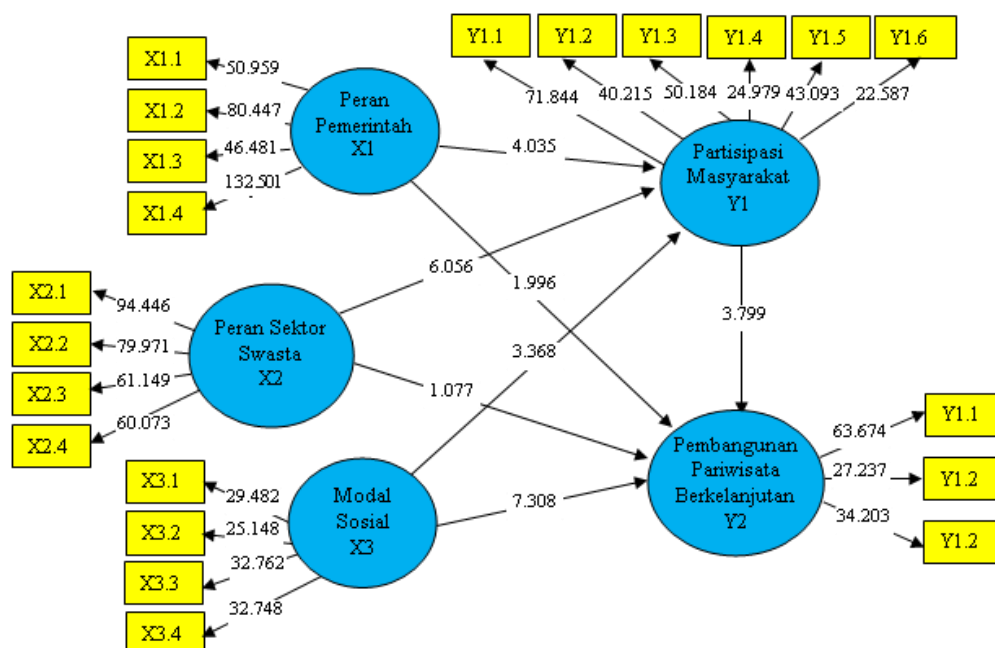 X1.1
X1.2
X1.3
X1.4
50.959
80.447
46.481
132.501
Peran
Pemerintah
X1
Y1.1
Y1.2
Y1.3
Y1.4
Y1.5
Y1.6
71.844
40.215
50.184
24.979
43.093
22.587
Partisipasi
Masyarakat
Y1
4.035
6.056
1.996
3.368
3.799
1.077
7.308
X2.1
X2.2
X2.3
X2.4
94.446
79.971
61.149
60.073
Peran Sektor
Swasta
X2
X3.1
X3.2
X3.3
X3.4
29.482
25.148
32.762
32.748
Modal
Sosial
X3
Pembangunan
Pariwisata
Berkelanjutan
Y2
63.674
27.237
34.203
Y1.1
Y1.2
Y1.2